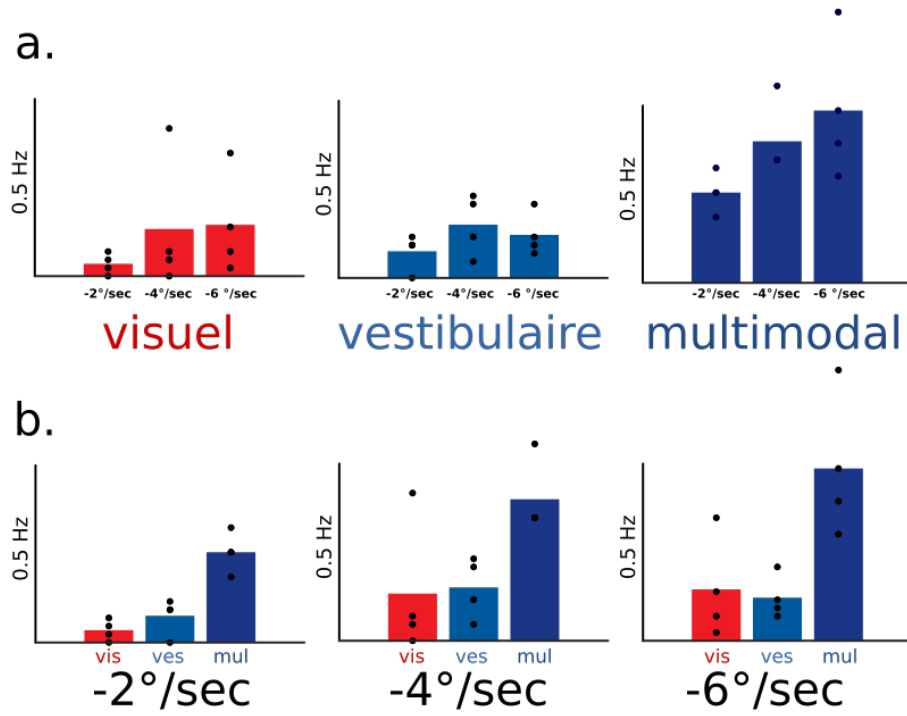 a.
0.5 Hz
-2°/sec -4°/sec -6 °/sec
visuel
0.5 Hz
-2°/sec -4°/sec -6 °/sec
vestibulaire
0.5 Hz
-2°/sec -4°/sec -6 °/sec
multimodal
b.
0.5 Hz
vis ves mul
-2°/sec
0.5 Hz
vis ves mul
-4°/sec
0.5 Hz
vis ves mul
-6°/sec